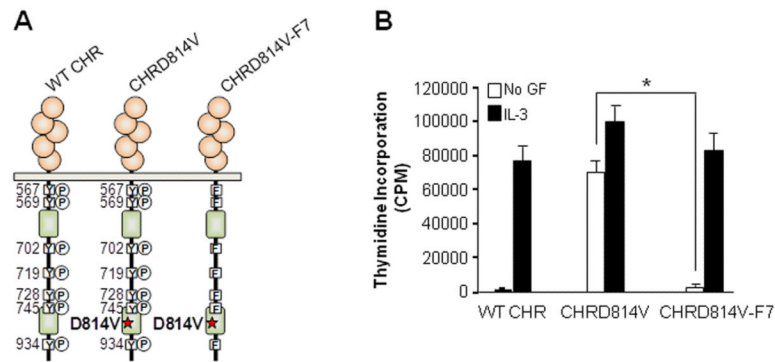 A
WT CHR
CHRD814V
CHRD814V-F7
567 Y P 567 Y P F
569 Y P 569 Y P F
702 Y P 702 Y P F
719 Y P 719 Y P F
728 Y P 728 Y P F
745 Y P 745 Y P F
D814V D814V
934 Y P 934 Y P F
B
No GF
IL-3
*
Thymidine Incorporation
(CPM)
120000
100000
80000
60000
40000
20000
0
WT CHR CHRD814V CHRD814V-F7